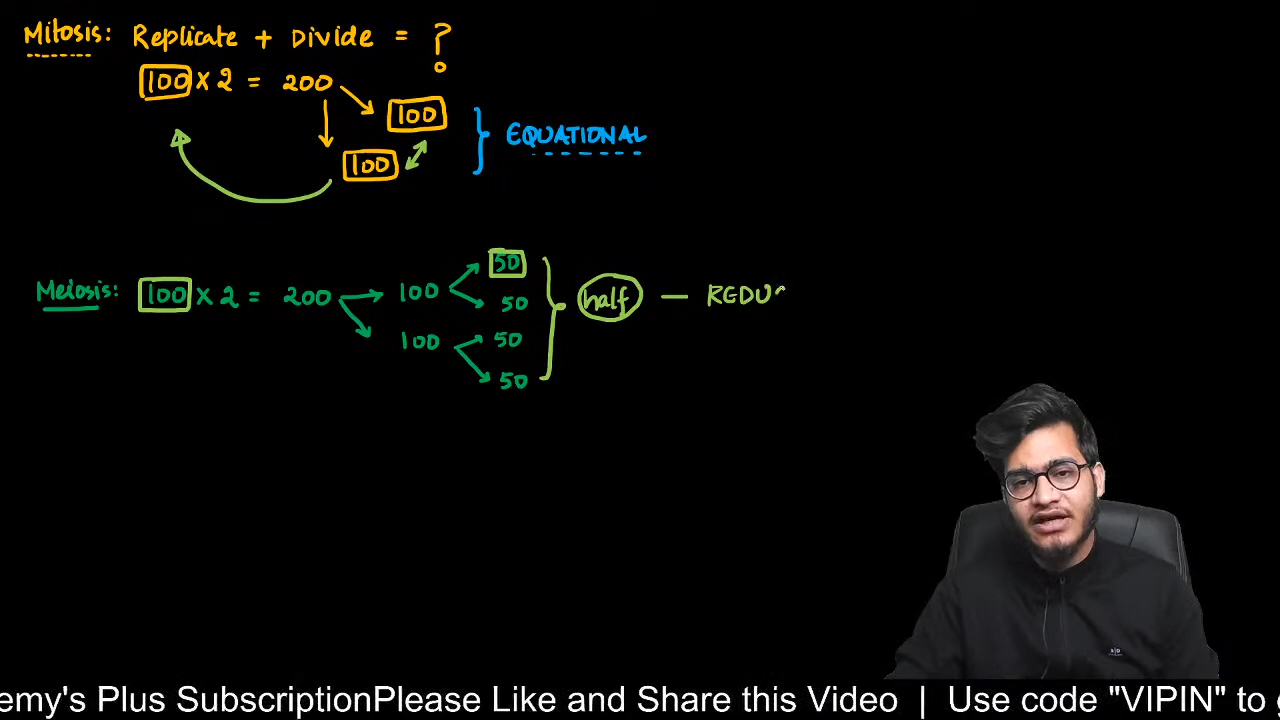 Mitosis: Replicate + Divide = ?
100 x 2 = 200
100
100
EQUATIONAL
Meiosis: 100 x 2 = 200
100
100
50
50
50
50
half — REDU
emy's Plus SubscriptionPlease Like and Share this Video | Use code "VIPIN" to